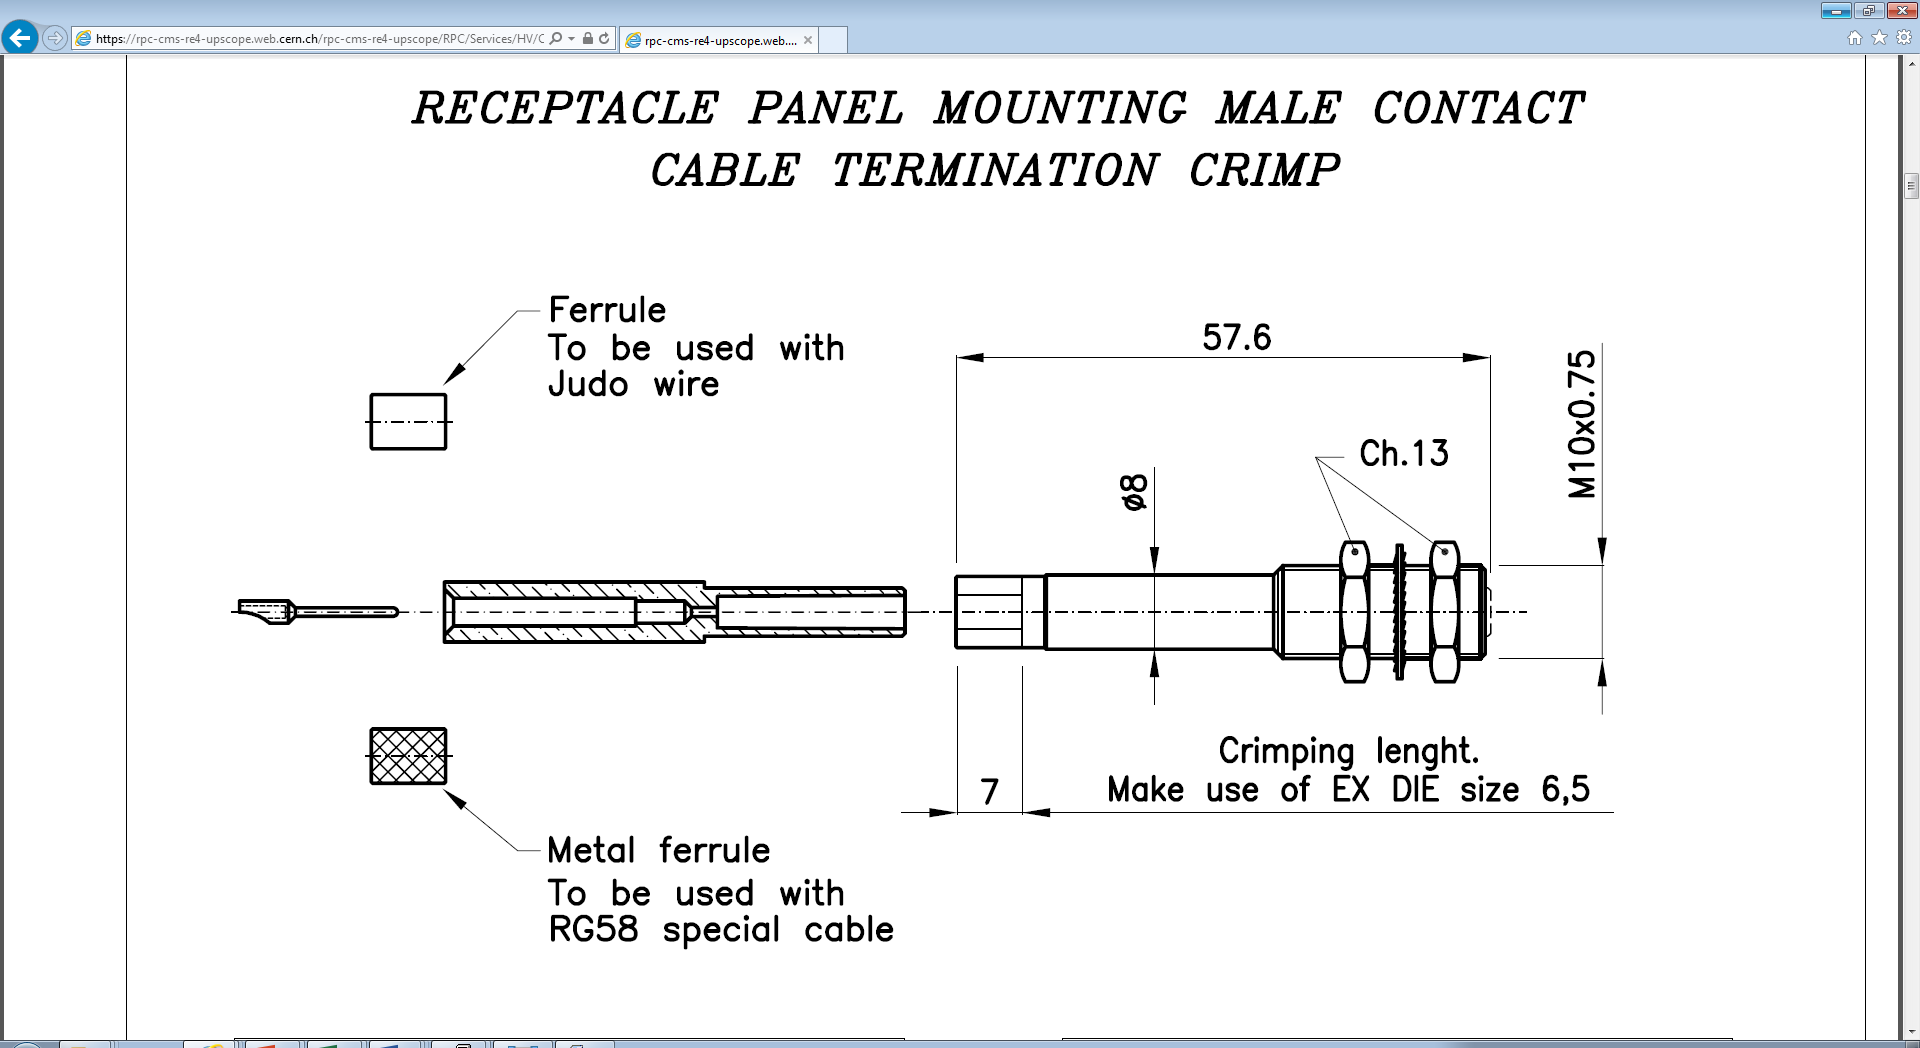 https://rpc-cms-re4-upscope.web.cern.ch/rpc-cms-re4-upscope/RPC/Services/HV/C
rpc-cms-re4-upscope.web....
RECEPTACLE PANEL MOUNTING MALE CONTACT
CABLE TERMINATION CRIMP
Ferrule
To be used with
Judo wire
57.6
M10x0.75
Ch.13
ø8
7
Crimping lenght.
Make use of EX DIE size 6,5
Metal ferrule
To be used with
RG58 special cable